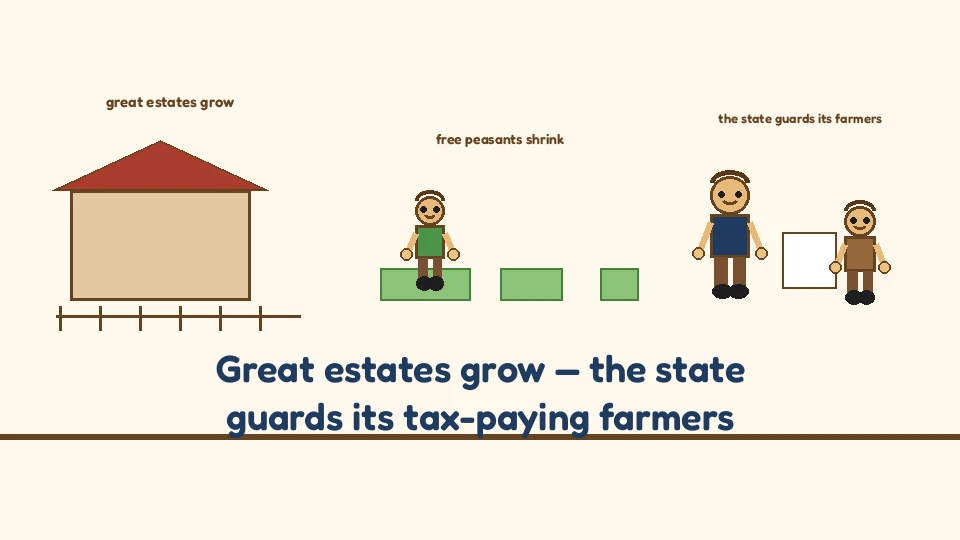 great estates grow
free peasants shrink
the state guards its farmers
Great estates grow — the state
guards its tax-paying farmers